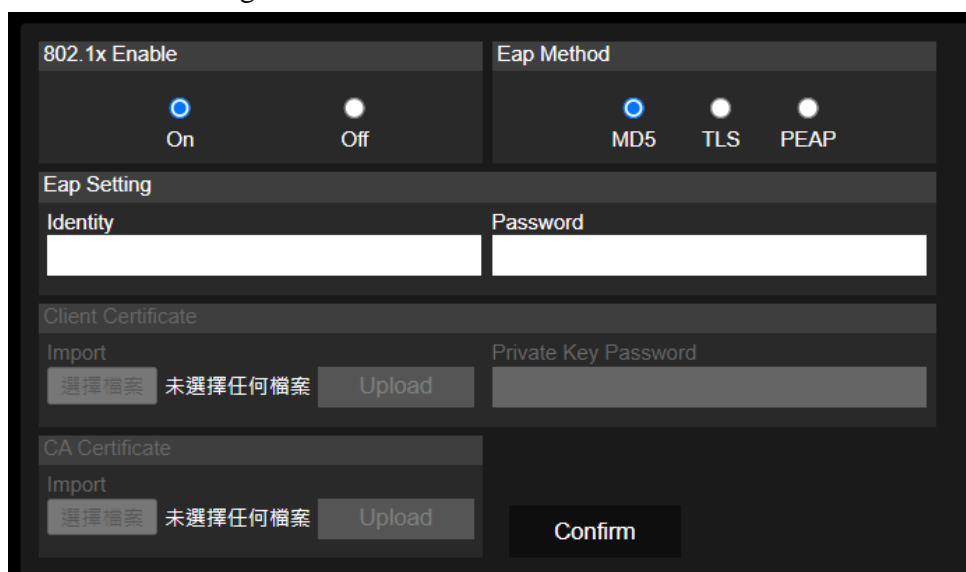 802.1x Enable
On Off
Eap Method
MD5 TLS PEAP
Eap Setting
Identity
Password
Client Certificate
Import
選擇檔案 未選擇任何檔案 Upload
Private Key Password
CA Certificate
Import
選擇檔案 未選擇任何檔案 Upload
Confirm